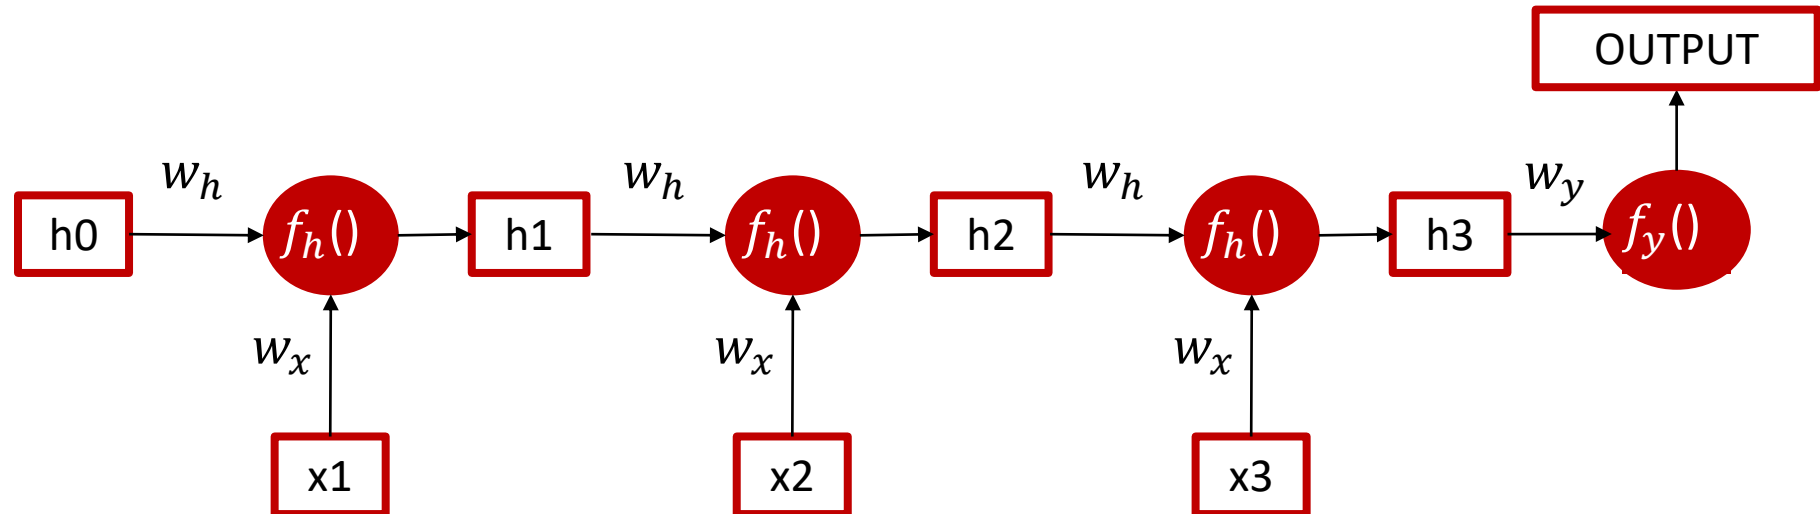 OUTPUT
w_h w_h w_h w_y
h0 f_h() h1 f_h() h2 f_h() h3 f_y()
w_x w_x w_x
x1 x2 x3